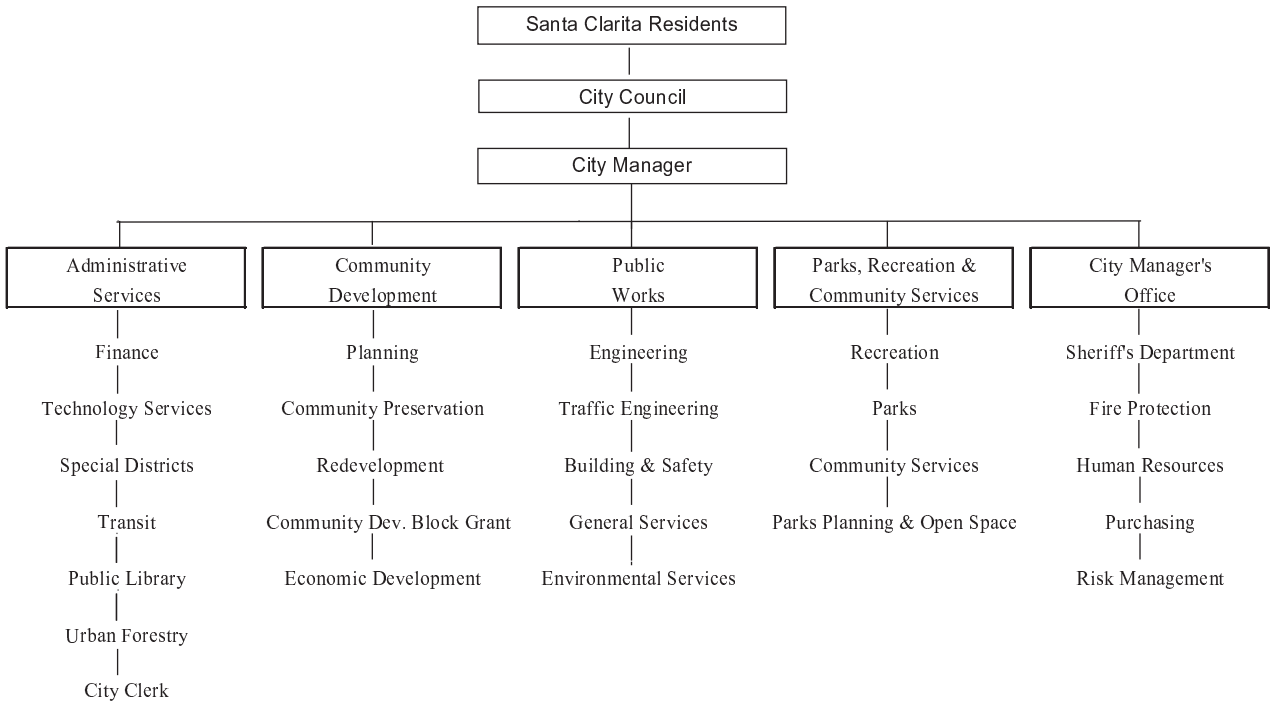 Santa Clarita Residents
City Council
City Manager
Administrative
Services
Community
Development
Public
Works
Parks, Recreation &
Community Services
City Manager's
Office
Finance
Technology Services
Special Districts
Transit
Public Library
Urban Forestry
City Clerk
Planning
Community Preservation
Redevelopment
Community Dev. Block Grant
Economic Development
Engineering
Traffic Engineering
Building & Safety
General Services
Environmental Services
Recreation
Parks
Community Services
Parks Planning & Open Space
Sheriff's Department
Fire Protection
Human Resources
Purchasing
Risk Management